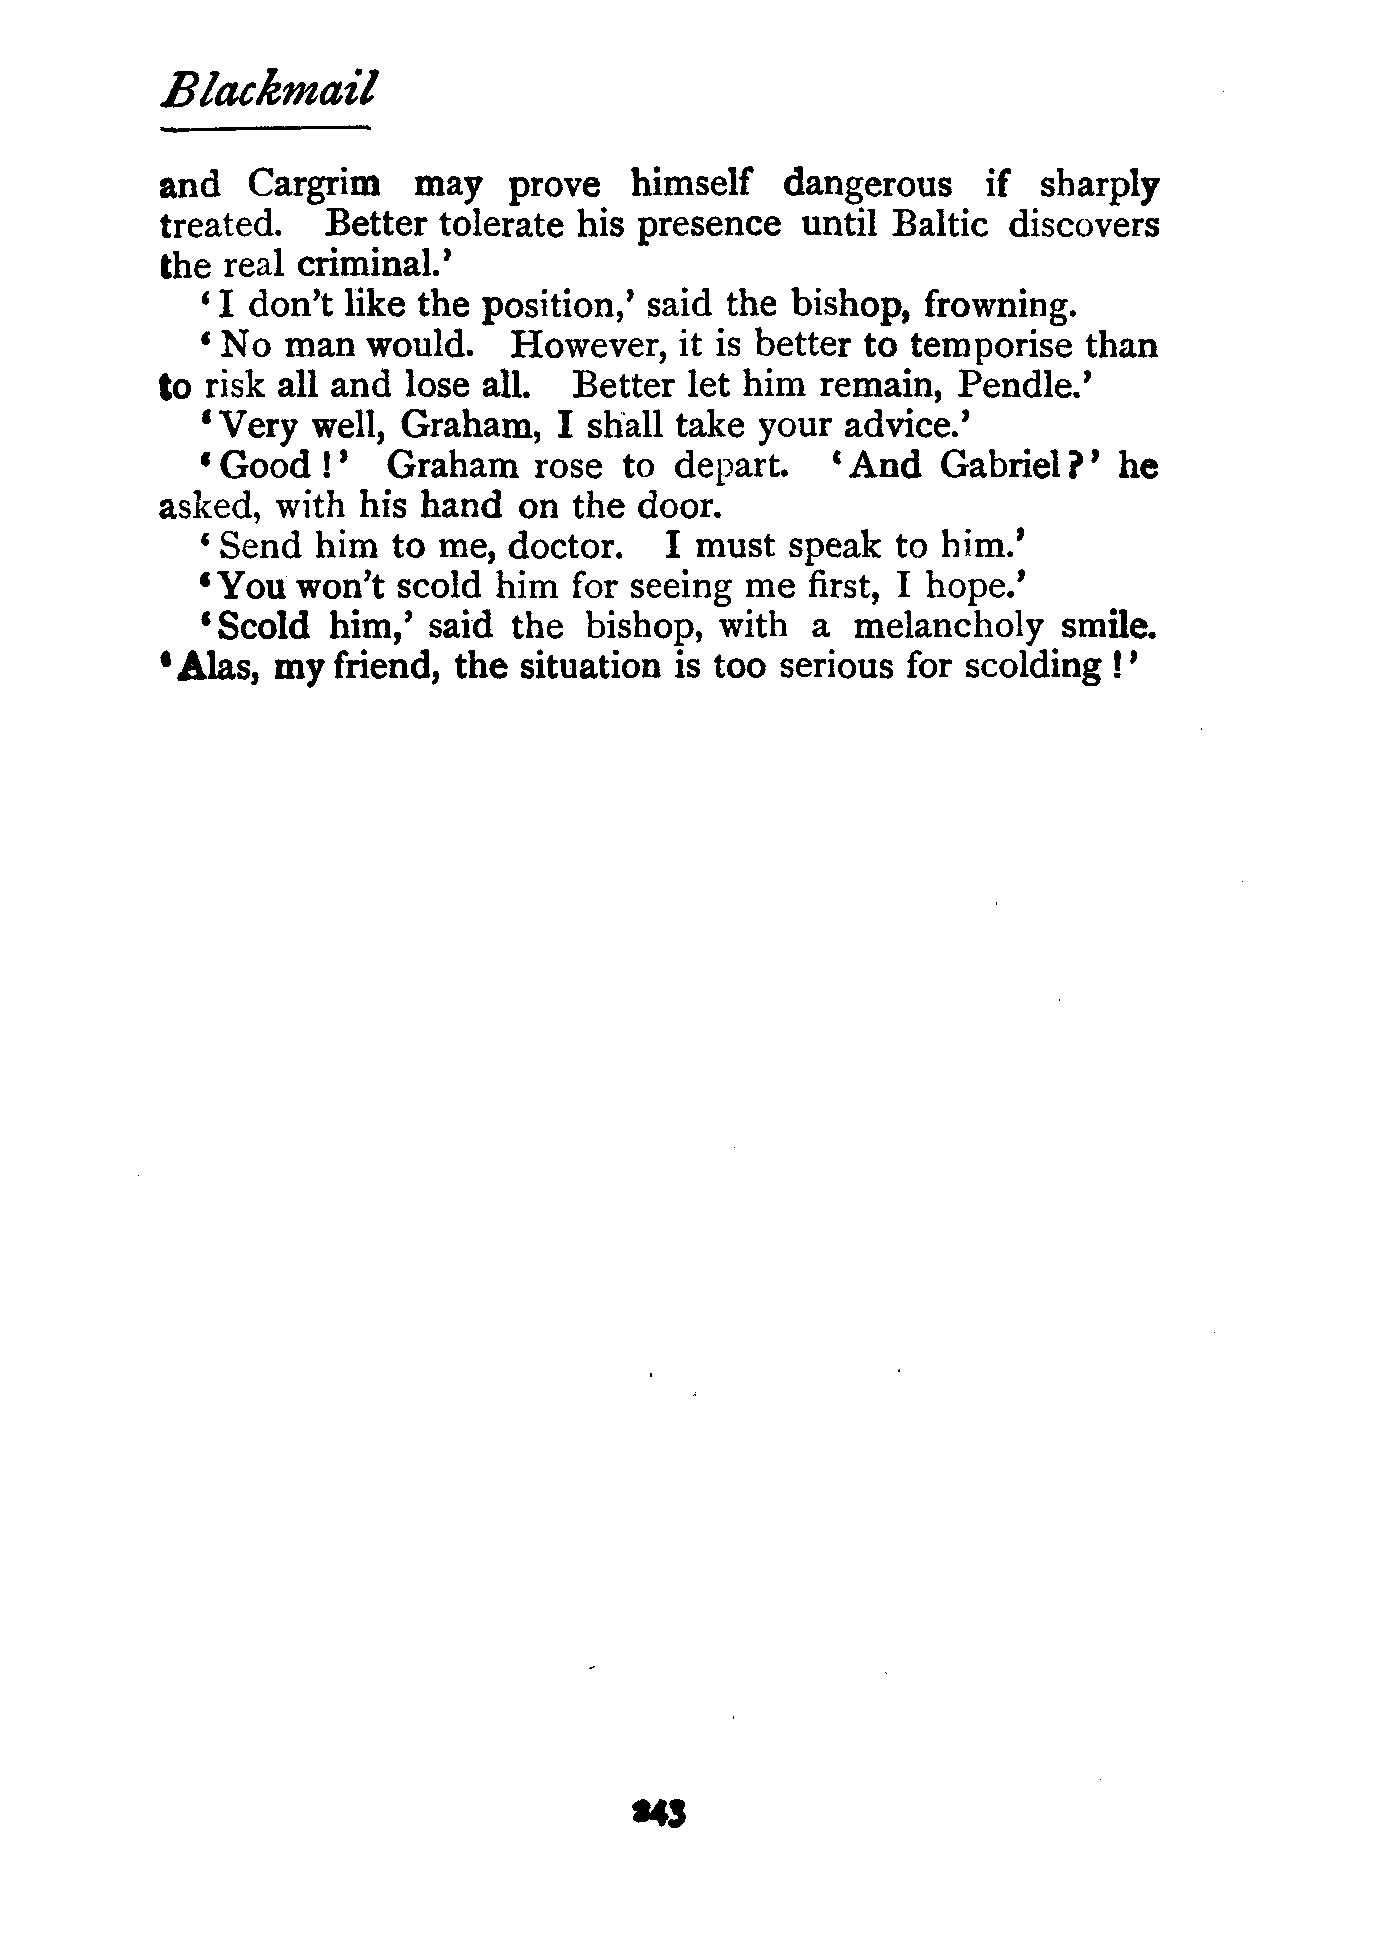 Blackmail
and Cargrim may prove himself dangerous if sharply
treated. Better tolerate his presence until Baltic discovers
the real criminal.’
‘I don’t like the position,’ said the bishop, frowning.
‘No man would. However, it is better to temporise than
to risk all and lose all. Better let him remain, Pendle.’
‘Very well, Graham, I shall take your advice.’
‘Good!’ Graham rose to depart. ‘And Gabriel?’ he
asked, with his hand on the door.
‘Send him to me, doctor. I must speak to him.’
‘You won’t scold him for seeing me first, I hope.’
‘Scold him,’ said the bishop, with a melancholy smile.
‘Alas, my friend, the situation is too serious for scolding!’
243